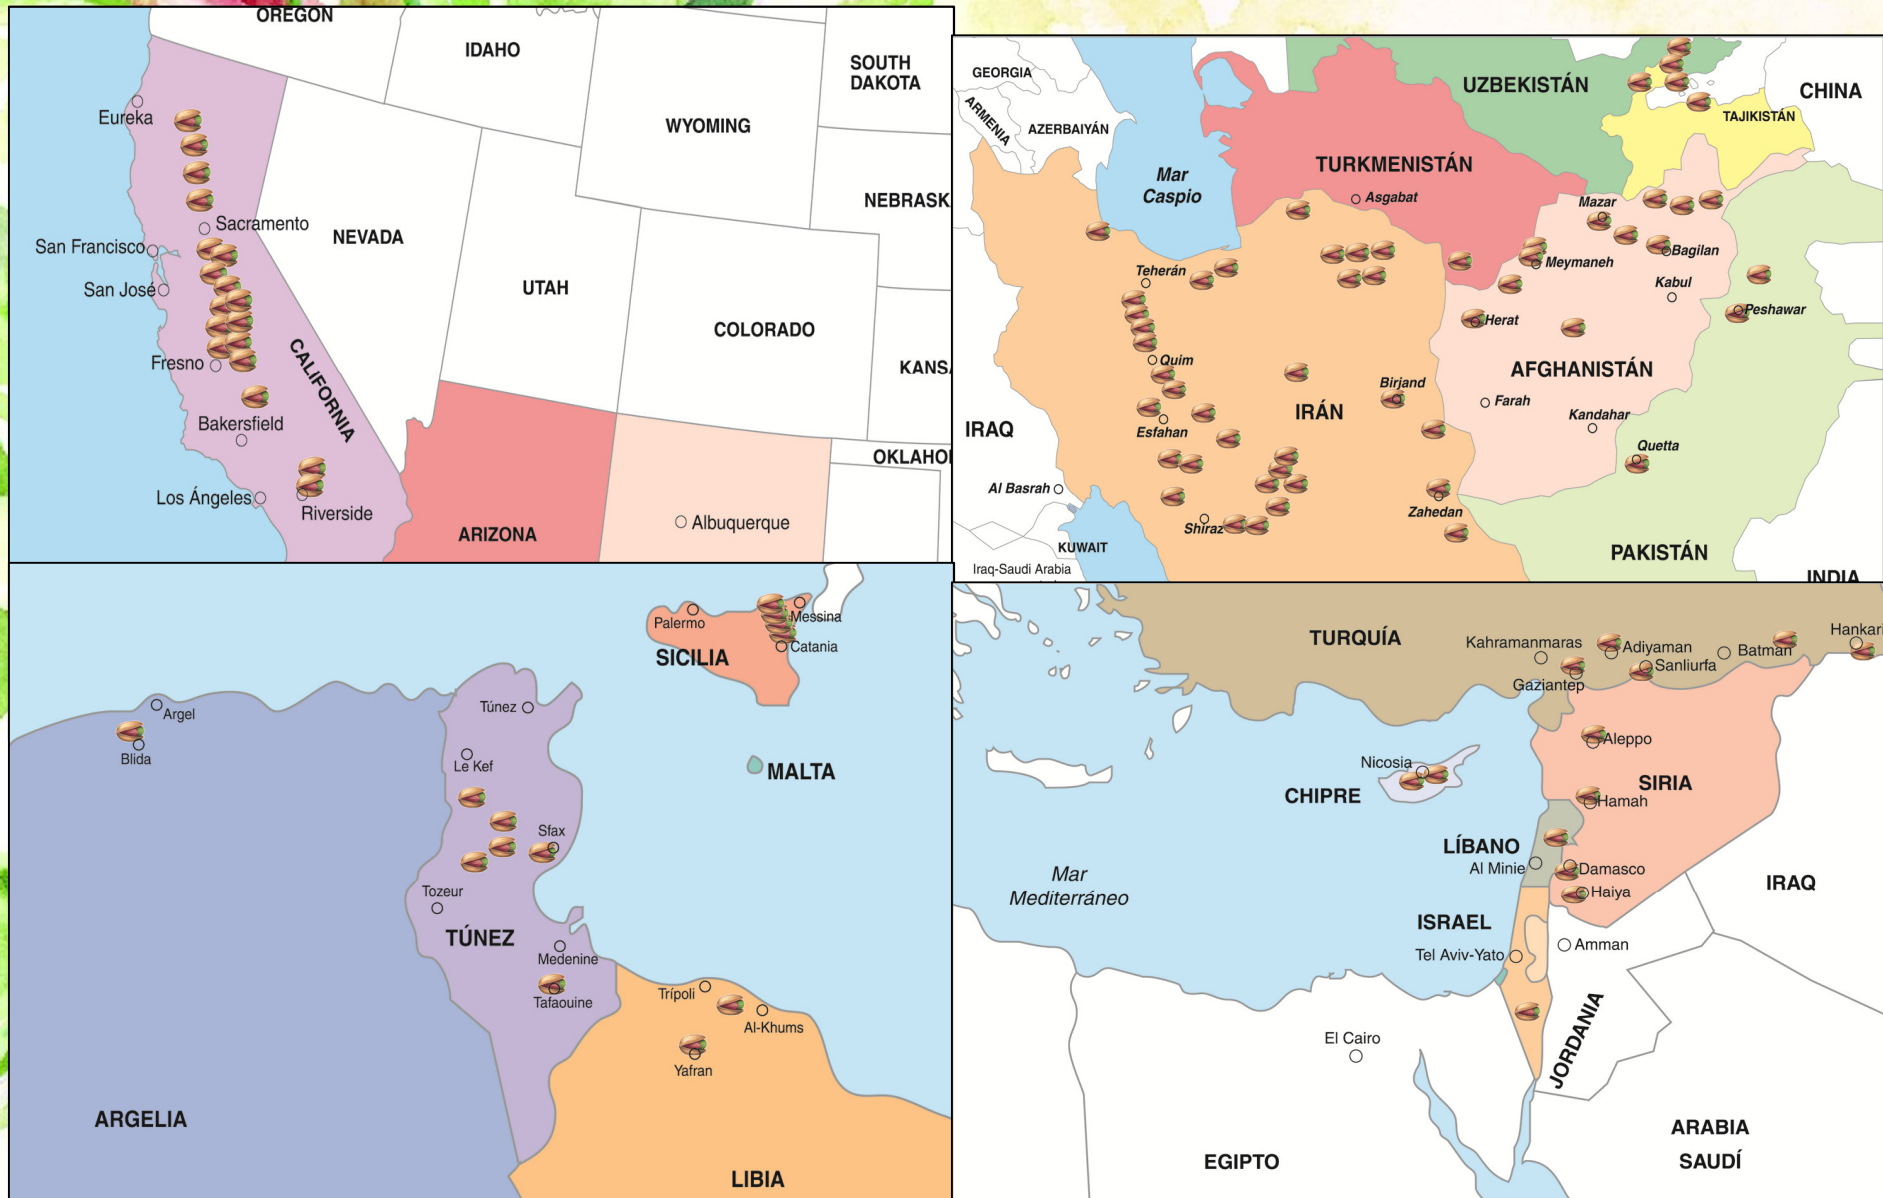 OREGON
IDAHO
SOUTH
DAKOTA
WYOMING
Eureka
NEBRASK
Sacramento
San Francisco
NEVADA
San José
UTAH
COLORADO
Fresno
CALIFORNIA
KANSA
Bakersfield
OKLAHO
Los Ángeles
Riverside
ARIZONA
Albuquerque
GEORGIA
ARMENIA
AZERBAIYÁN
UZBEKISTÁN
CHINA
TAJIKISTÁN
Mar
Caspio
TURKMENISTÁN
Asgabat
Mazar
Teherán
Meymaneh
Bagilan
Kabul
Herat
Peshawar
Quim
AFGHANISTÁN
Birjand
IRÁN
Farah
Kandahar
Esfahan
IRAQ
Quetta
Al Basrah
Zahedan
Shiraz
KUWAIT
PAKISTÁN
Iraq-Saudi Arabia
INDIA
Palermo
Messina
Catania
SICILIA
Argel
Túnez
Blida
Le Kef
MALTA
Sfax
Tozeur
TÚNEZ
Medenine
Tafaouine
Trípoli
Al-Khums
Yafran
ARGELIA
LIBIA
TURQUÍA
Kahramanmaras
Adiyaman
Batman
Hankari
Sanliurfa
Gaziantep
Aleppo
Nicosia
SIRIA
CHIPRE
Hamah
LÍBANO
Al Minie
Damasco
Mar
Mediterráneo
Haiya
IRAQ
ISRAEL
Tel Aviv-Yato
Amman
El Cairo
JORDANIA
ARABIA
SAUDÍ
EGIPTO